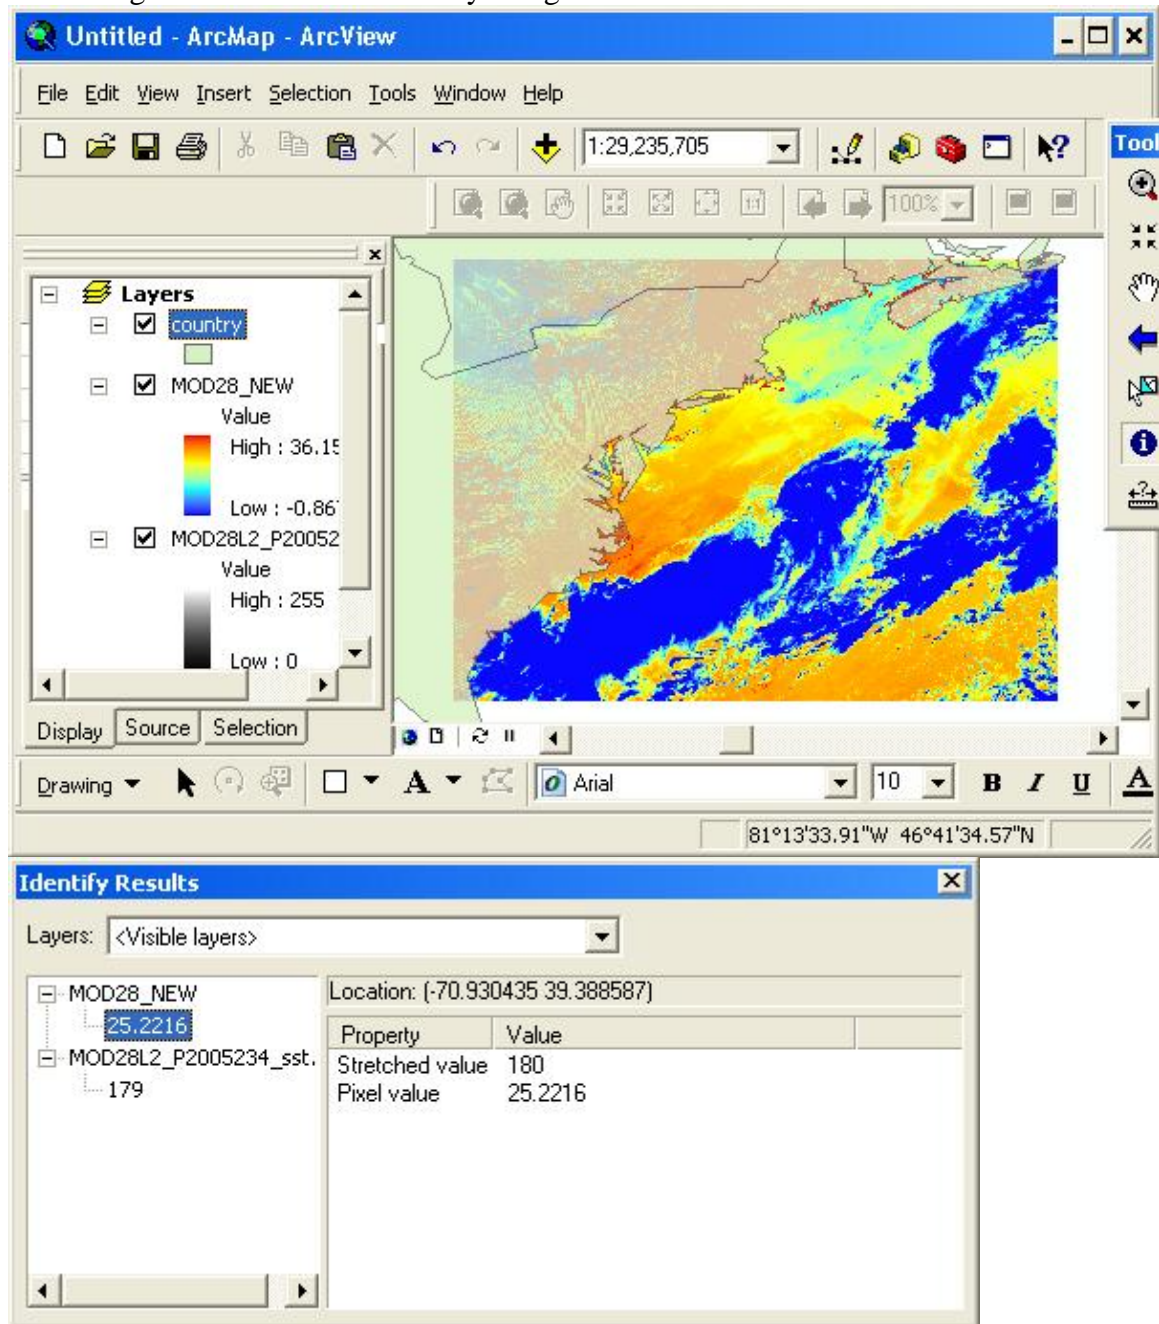 Untitled - ArcMap - ArcView
File Edit View Insert Selection Tools Window Help
1:29,235,705
Tool
100%
Layers
country
MOD28_NEW
Value
High : 36.15
Low : -0.86
MOD28L2_P20052
Value
High : 255
Low : 0
Display Source Selection
Drawing A Arial 10 B I U A
81°13'33.91"W 46°41'34.57"N
Identify Results
Layers: <Visible layers>
MOD28_NEW
25.2216
MOD28L2_P2005234_sst.
179
Location: (-70.930435 39.388587)
Property Value
Stretched value 180
Pixel value 25.2216